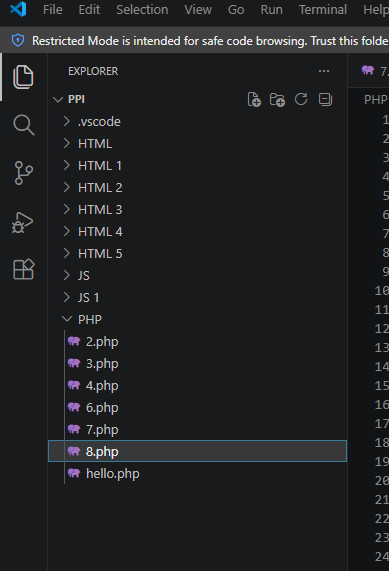 File Edit Selection View Go Run Terminal Help
Restricted Mode is intended for safe code browsing. Trust this folde
EXPLORER
7.
PPI
PHP
.vscode
HTML
HTML 1
HTML 2
HTML 3
HTML 4
HTML 5
JS
JS 1
PHP
2.php
3.php
4.php
6.php
7.php
8.php
hello.php
1
2
3
4
5
6
7
8
9
10
11
12
13
14
15
16
17
18
19
20
21
22
23
24